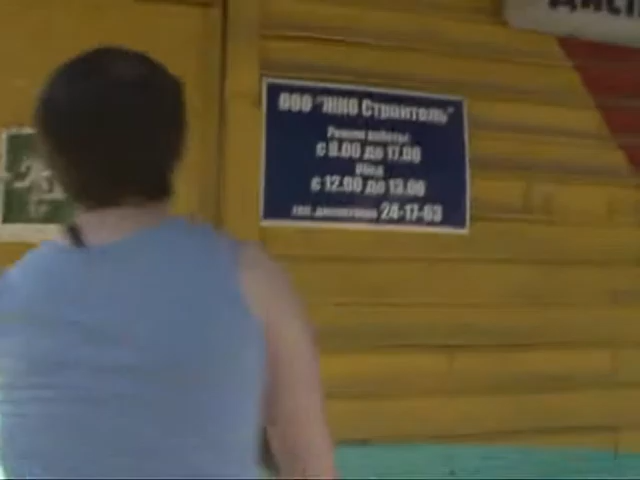 ООО "ЖКО Строитель"
Режим работы:
с 8.00 до 17.00
Обед
с 12.00 до 13.00
тел. диспетчера 24-17-63